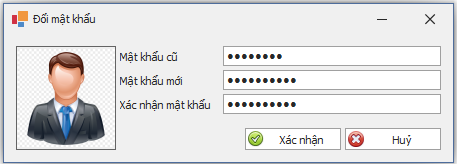 Đổi mật khẩu
Mật khẩu cũ ●●●●●●●●
Mật khẩu mới ●●●●●●●●●●
Xác nhận mật khẩu ●●●●●●●●●●
Xác nhận Huỷ